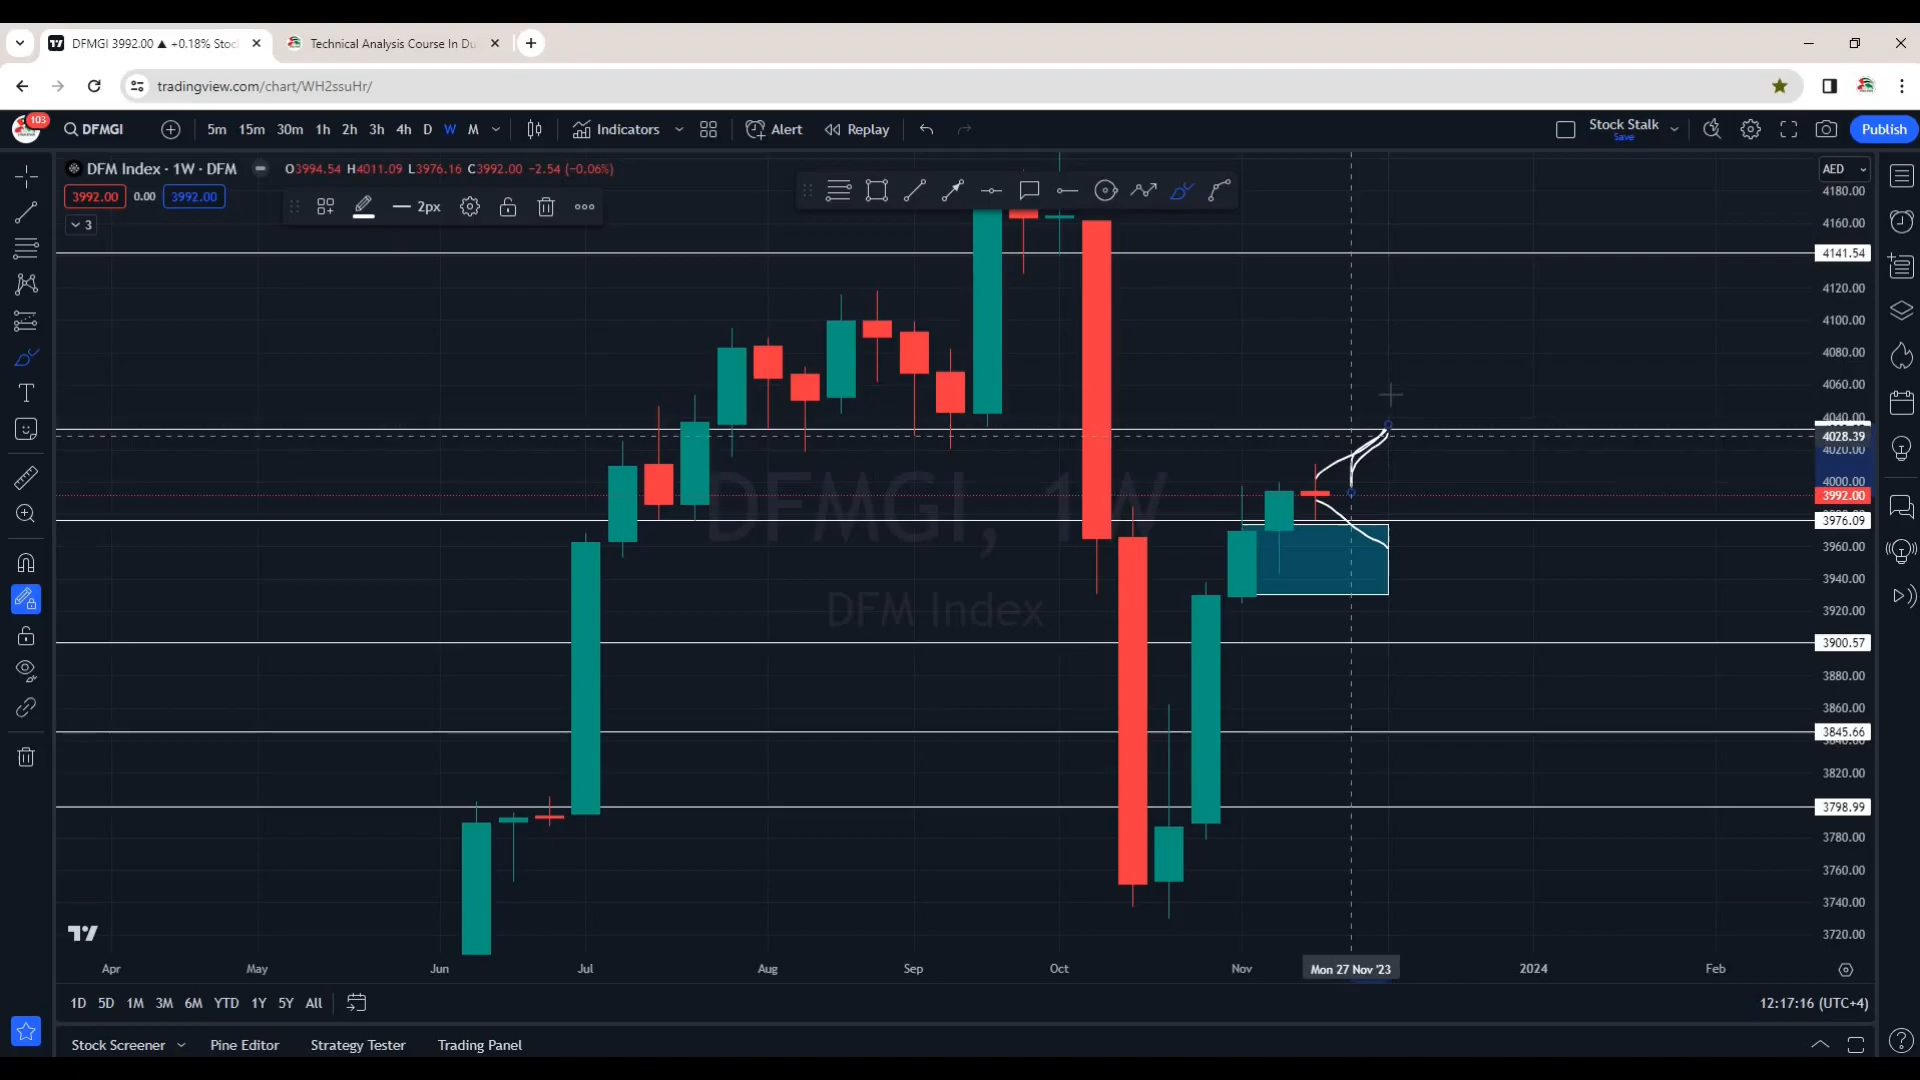 DFMGI 3992.00 ▲ +0.18% Stoc
Technical Analysis Course In Du
tradingview.com/chart/WH2ssuHr/
103
DFMGI
5m 15m 30m 1h 2h 3h 4h D W M
Indicators
Alert
Replay
Stock Stalk
Save
Publish
DFM Index · 1W · DFM
O3994.54 H4011.09 L3976.16 C3992.00 −2.54 (−0.06%)
3992.00 0.00 3992.00
3
2px
AED
4180.00
4160.00
4141.54
4120.00
4100.00
4080.00
4060.00
4040.00
4028.39
4020.00
4000.00
3992.00
3976.09
3960.00
3940.00
3920.00
3900.57
3880.00
3860.00
3845.66
3820.00
3798.99
3780.00
3760.00
3740.00
3720.00
DFMGI, 1W
DFM Index
Apr May Jun Jul Aug Sep Oct Nov Mon 27 Nov '23 2024 Feb
1D 5D 1M 3M 6M YTD 1Y 5Y All
12:17:16 (UTC+4)
Stock Screener Pine Editor Strategy Tester Trading Panel